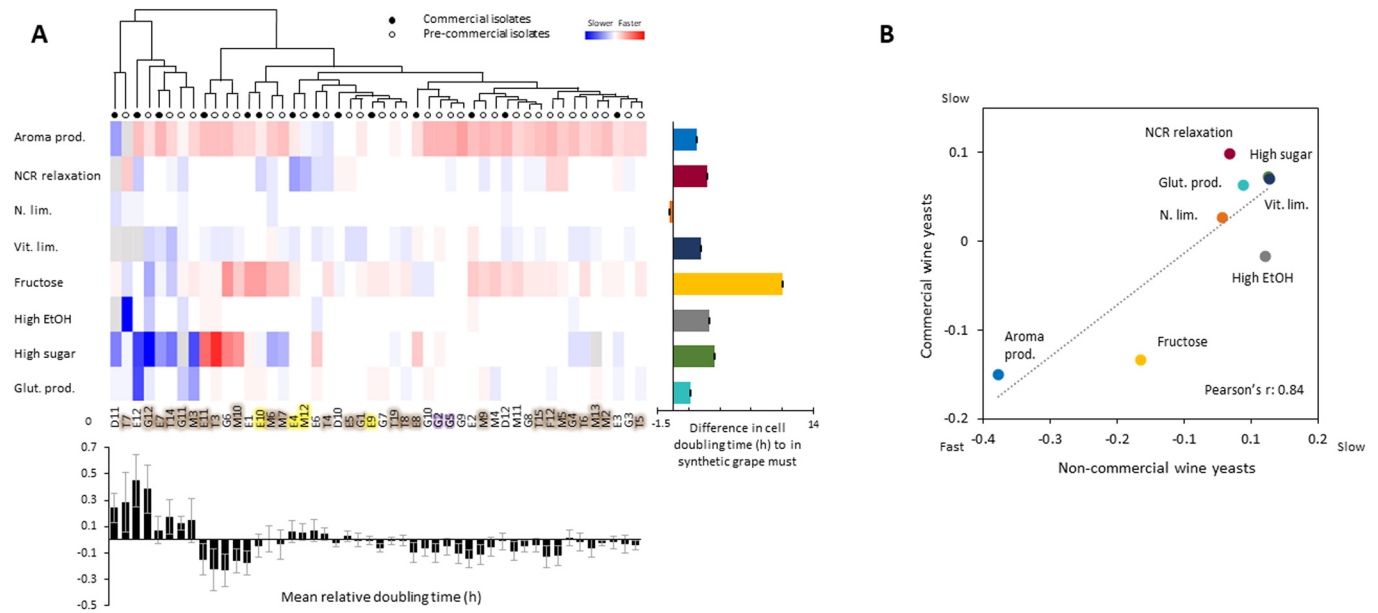 A
Commercial isolates
Pre-commercial isolates
Slower Faster
Aroma prod.
NCR relaxation
N. lim.
Vit. lim.
Fructose
High EtOH
High sugar
Glut. prod.
0
D11 T7 E12 G12 E7 T14 G11 M3 E11 T3 G6 M10 E1 E10 M6 M7 E4 M12 E6 T4 D10 E5 G1 E9 G7 T19 T8 E8 G10 G2 G5 G9 E2 M9 M4 D12 M11 G8 T15 F12 M5 G4 T6 M13 M2 E3 G3 T5
-1.5 14
Difference in cell
doubling time (h) to in
synthetic grape must
0.7
0.5
0.3
0.1
-0.1
-0.3
-0.5
Mean relative doubling time (h)
B
Slow
0.1
0
-0.1
-0.2
Commercial wine yeasts
NCR relaxation
High sugar
Glut. prod.
Vit. lim.
N. lim.
High EtOH
Aroma
prod.
Fructose
Pearson's r: 0.84
-0.4 -0.3 -0.2 -0.1 0.1 0.2
Fast Slow
Non-commercial wine yeasts